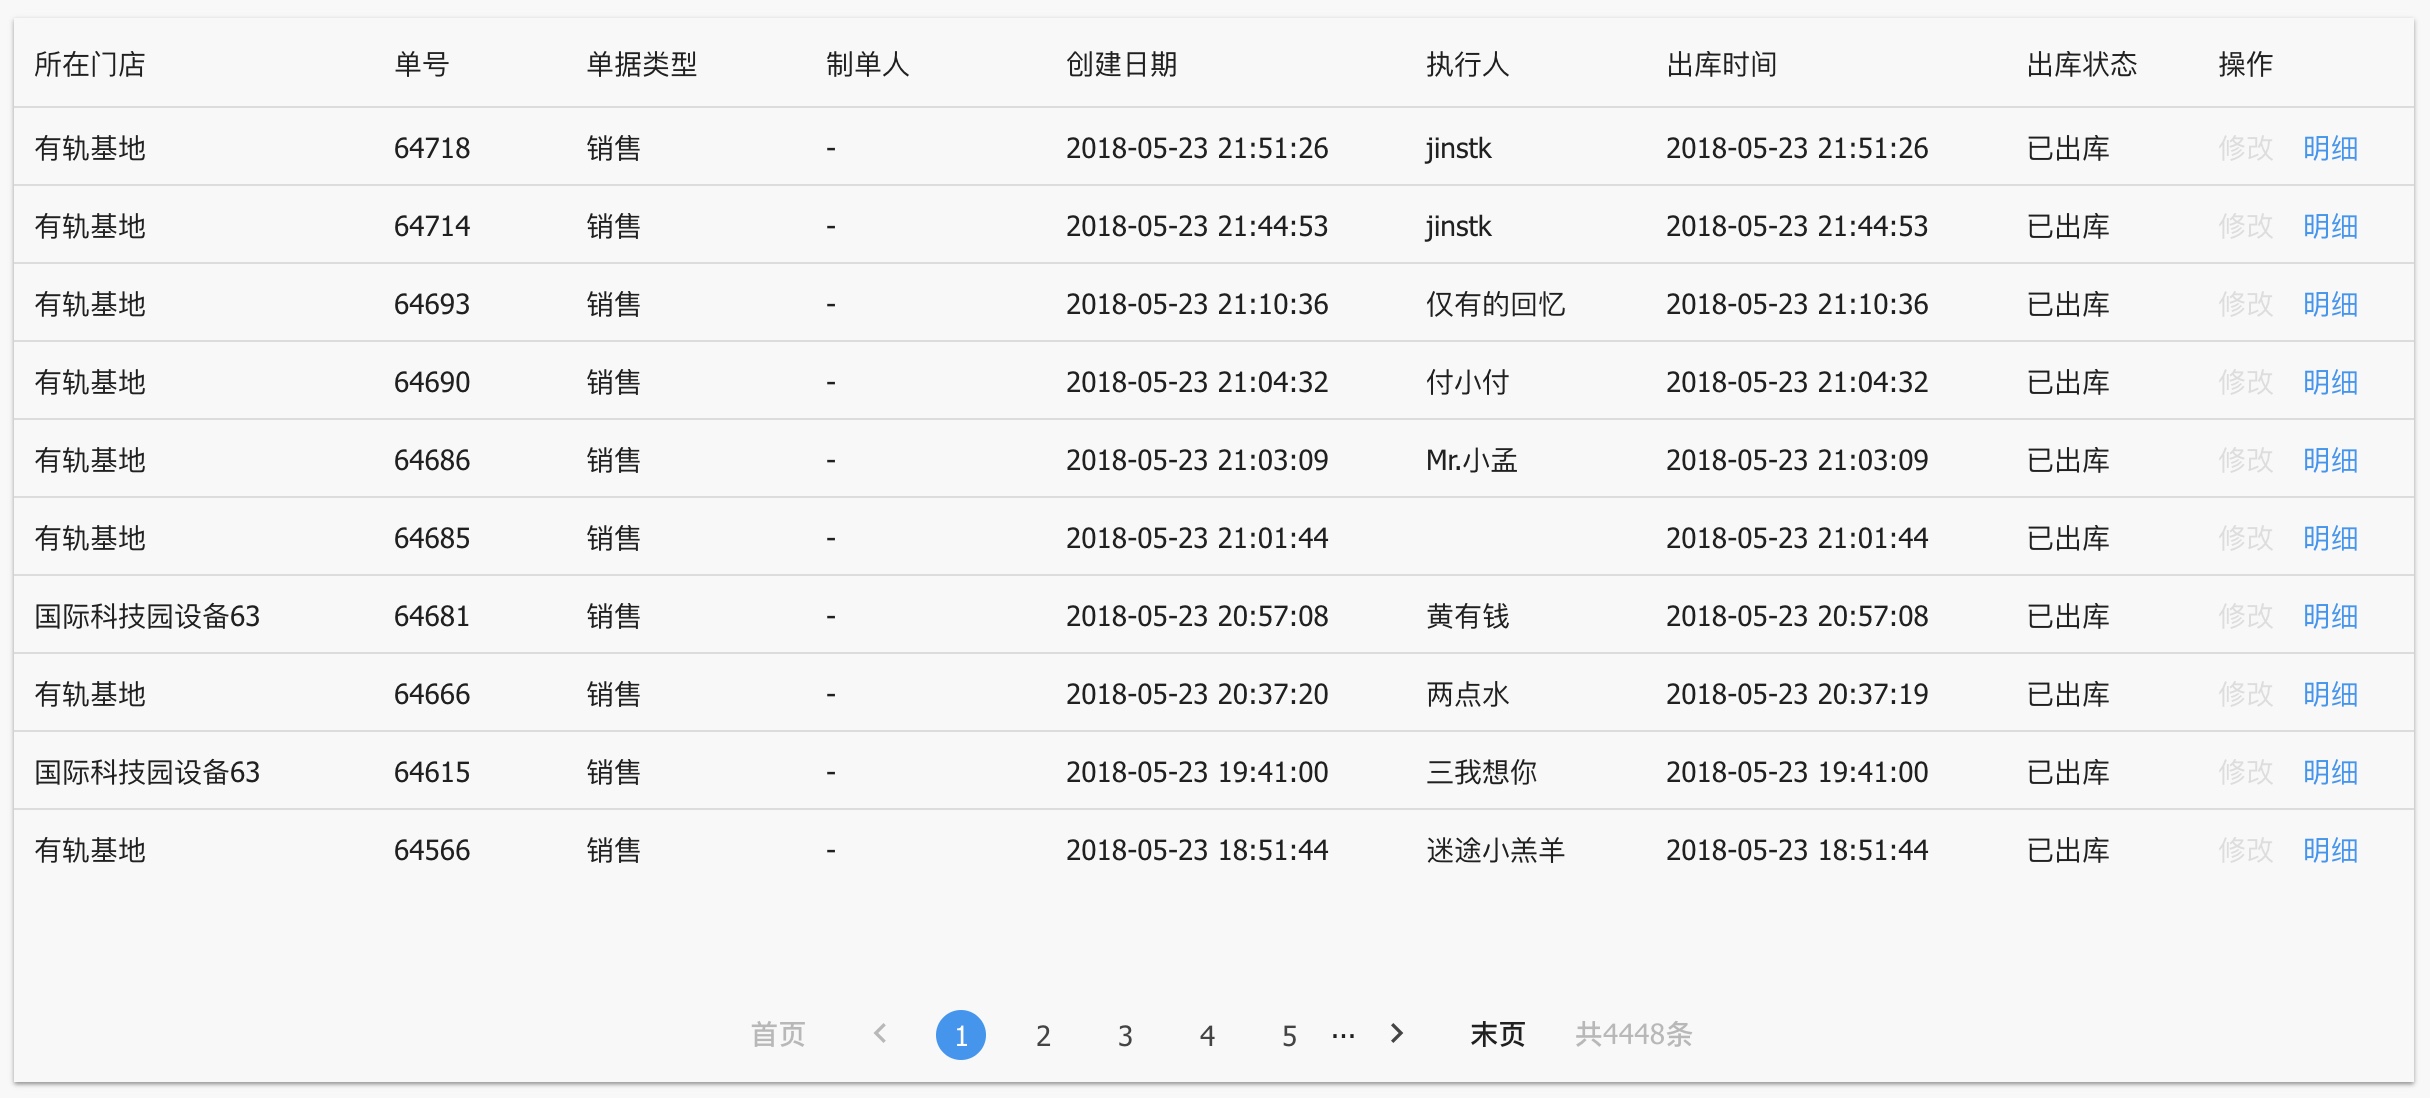 所在门店 单号 单据类型 制单人 创建日期 执行人 出库时间 出库状态 操作
有轨基地 64718 销售 - 2018-05-23 21:51:26 jinstk 2018-05-23 21:51:26 已出库 修改 明细
有轨基地 64714 销售 - 2018-05-23 21:44:53 jinstk 2018-05-23 21:44:53 已出库 修改 明细
有轨基地 64693 销售 - 2018-05-23 21:10:36 仅有的回忆 2018-05-23 21:10:36 已出库 修改 明细
有轨基地 64690 销售 - 2018-05-23 21:04:32 付小付 2018-05-23 21:04:32 已出库 修改 明细
有轨基地 64686 销售 - 2018-05-23 21:03:09 Mr.小孟 2018-05-23 21:03:09 已出库 修改 明细
有轨基地 64685 销售 - 2018-05-23 21:01:44 2018-05-23 21:01:44 已出库 修改 明细
国际科技园设备63 64681 销售 - 2018-05-23 20:57:08 黄有钱 2018-05-23 20:57:08 已出库 修改 明细
有轨基地 64666 销售 - 2018-05-23 20:37:20 两点水 2018-05-23 20:37:19 已出库 修改 明细
国际科技园设备63 64615 销售 - 2018-05-23 19:41:00 三我想你 2018-05-23 19:41:00 已出库 修改 明细
有轨基地 64566 销售 - 2018-05-23 18:51:44 迷途小羔羊 2018-05-23 18:51:44 已出库 修改 明细
首页 < 1 2 3 4 5 ··· > 末页 共4448条